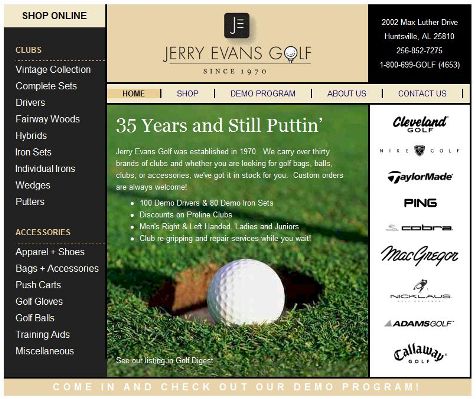 SHOP ONLINE
CLUBS
Vintage Collection
Complete Sets
Drivers
Fairway Woods
Hybrids
Iron Sets
Individual Irons
Wedges
Putters
ACCESSORIES
Apparel + Shoes
Bags + Accessories
Push Carts
Golf Gloves
Golf Balls
Training Aids
Miscellaneous
JE
JERRY EVANS GOLF
SINCE 1970
2002 Max Luther Drive
Huntsville, AL 25810
256-852-7275
1-800-699-GOLF (4653)
HOME
SHOP
DEMO PROGRAM
ABOUT US
CONTACT US
35 Years and Still Puttin’
Jerry Evans Golf was established in 1970. We carry over thirty
brands of clubs and whether you are looking for golf bags, balls,
clubs, or accessories, we've got it in stock for you. Custom orders
are always welcome!
• 100 Demo Drivers & 80 Demo Iron Sets
• Discounts on Proline Clubs
• Men's Right & Left Handed, Ladies and Juniors
• Club re-gripping and repair services while you wait!
See our listing in Golf Digest
Cleveland
GOLF
NIKE GOLF
TaylorMade
PING
cobra
MacGregor
NICKLAUS
ADAMSGOLF
Callaway
GOLF
COME IN AND CHECK OUT OUR DEMO PROGRAM!